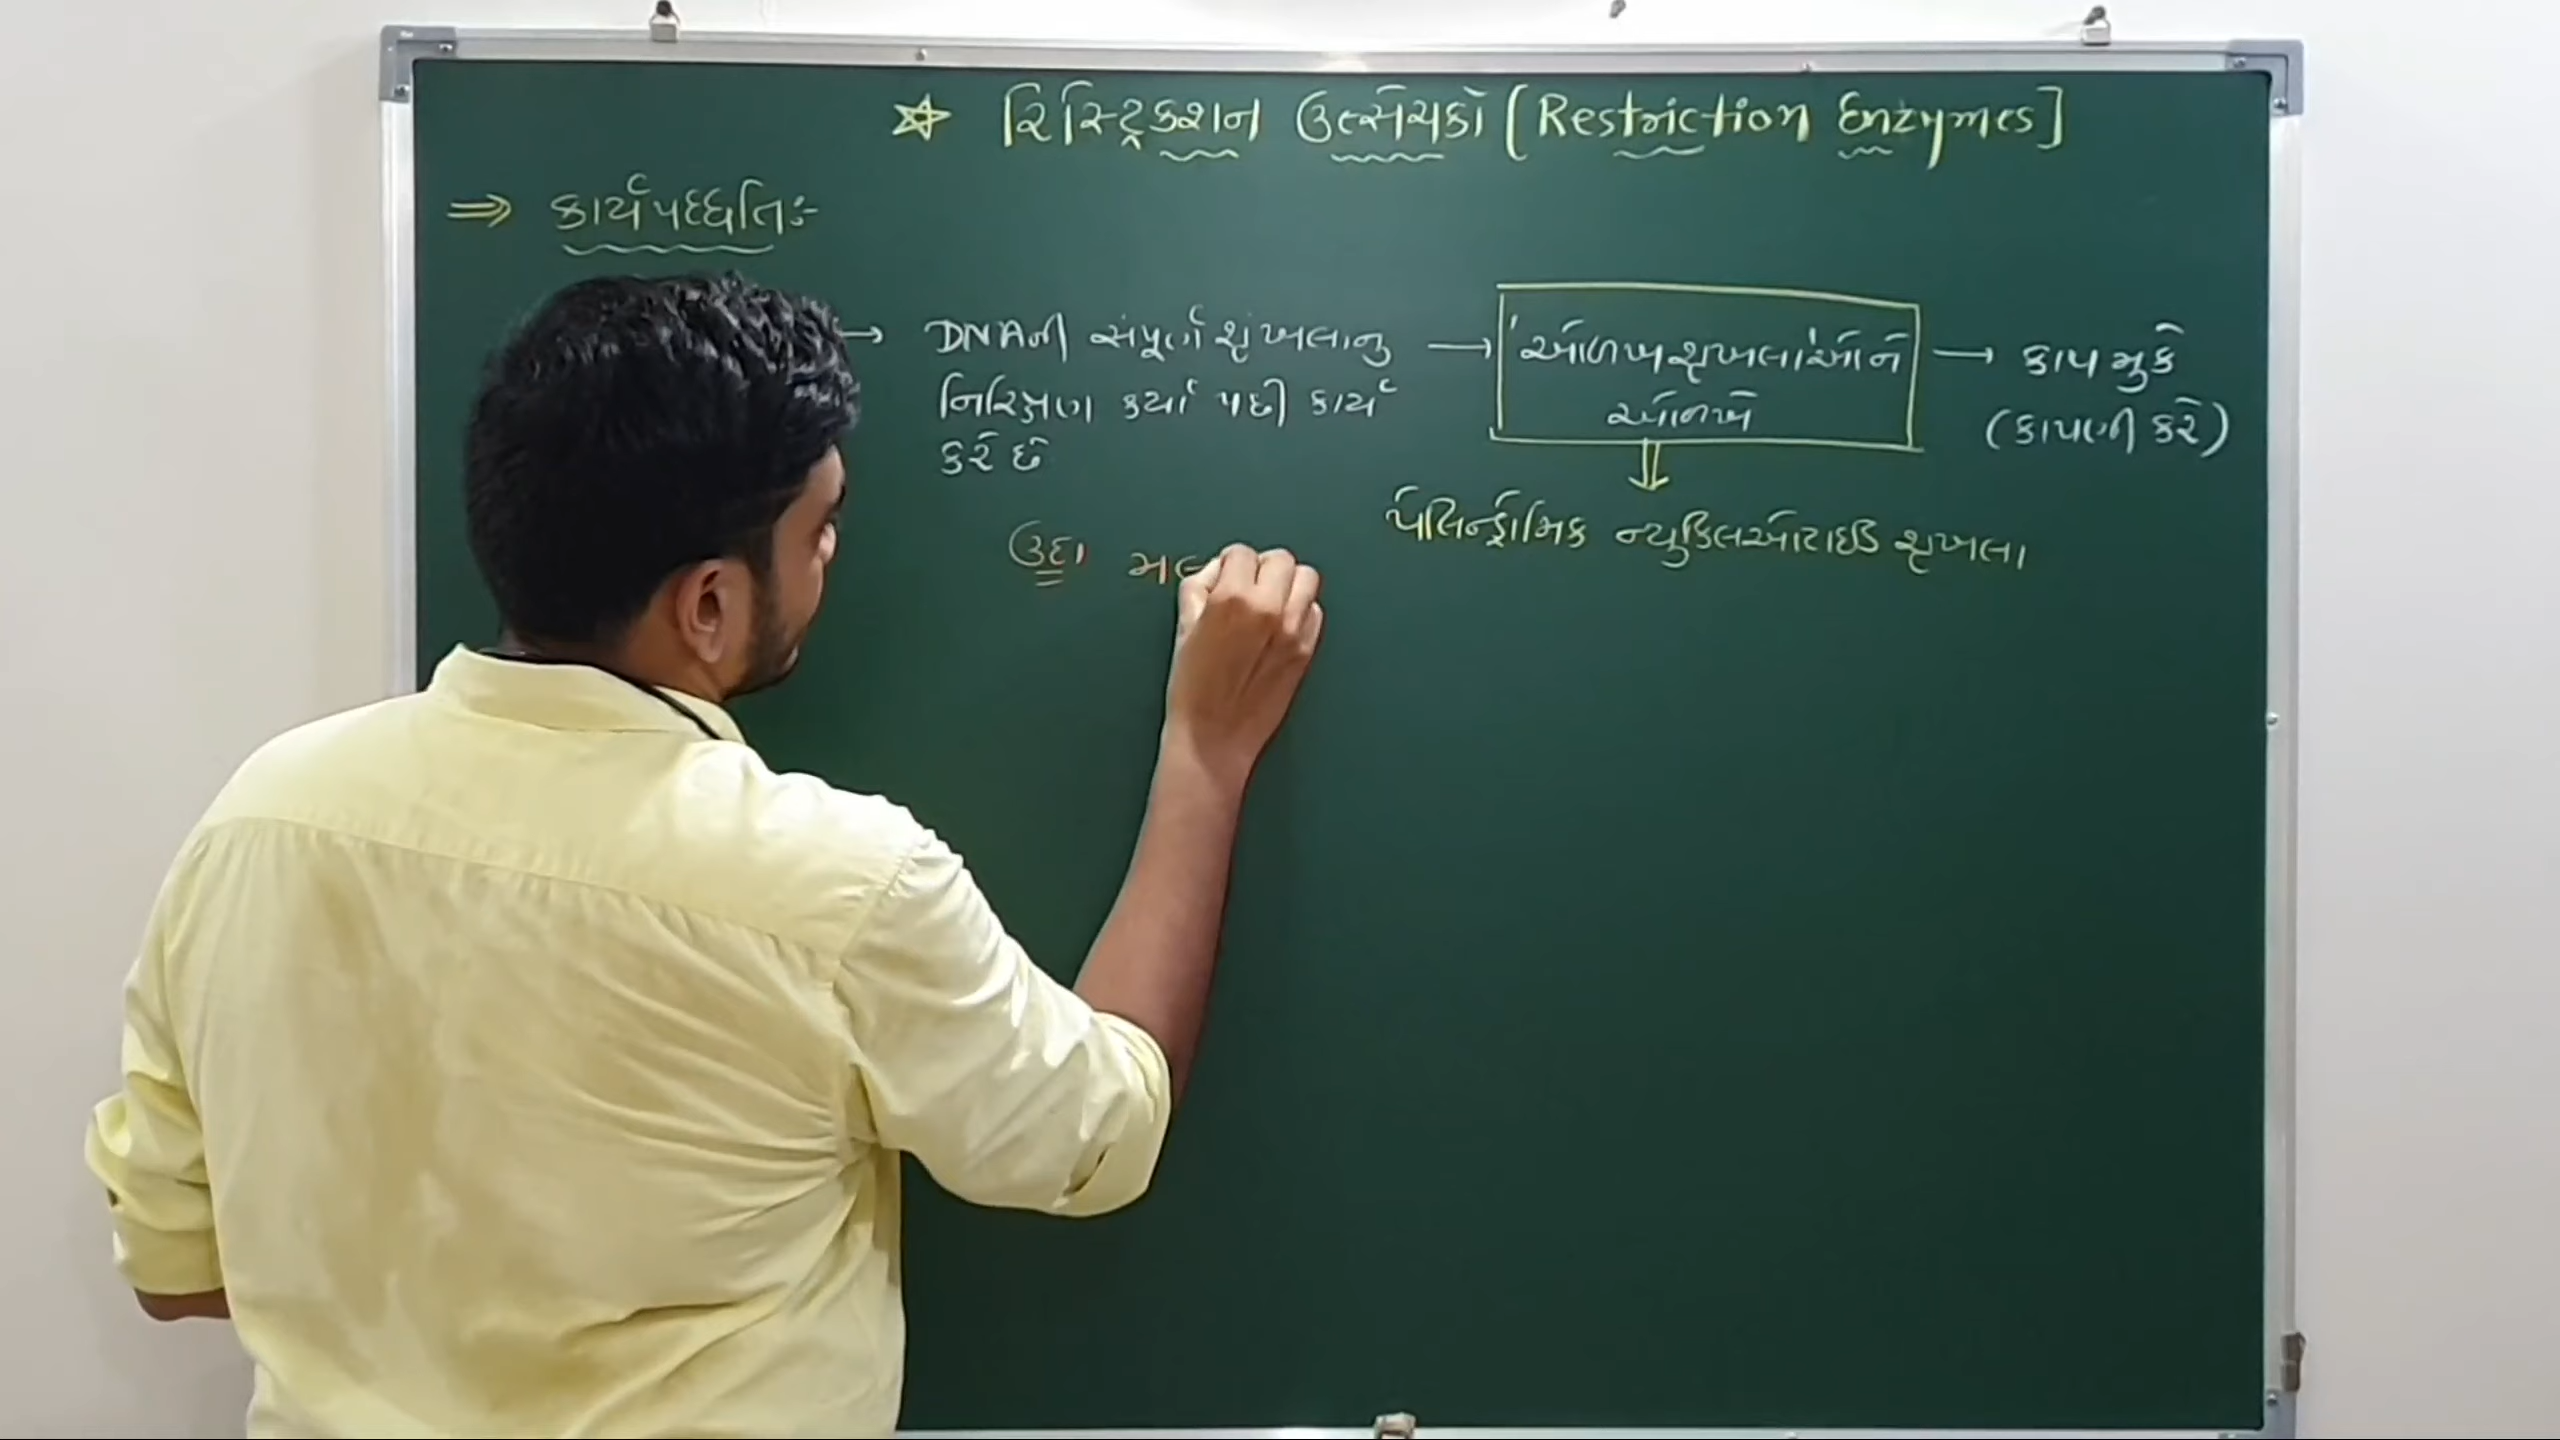 ☆ રિસ્ટ્રિક્શન ઉત્સેચકો [Restriction Enzymes]
⇒ કાર્યપદ્ધતિ:-
→ DNAની સંપૂર્ણ શૃંખલાનુ
નિરિક્ષણ કર્યા પછી કાર્ય
કરે છે
→ 'ઓળખ શૃંખલા'ઓને
ઓળખે
→ કાપ મુકે
(કાપણી કરે)
⇓
પેલિન્ડ્રોમિક ન્યુક્લિઓટાઇડ શૃંખલા
ઉદા